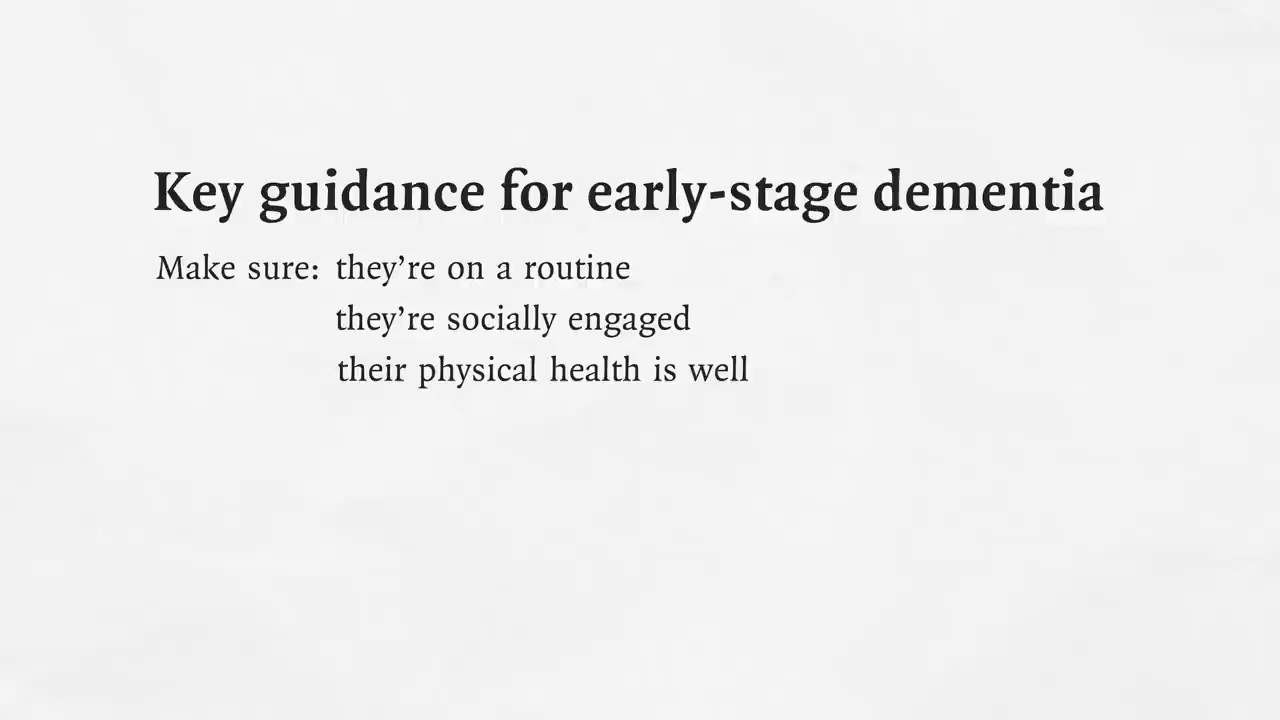 Key guidance for early-stage dementia
Make sure: they’re on a routine
they’re socially engaged
their physical health is well